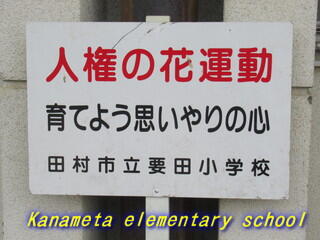 人権の花運動
育てよう思いやりの心
田村市立要田小学校
Kanameta elementary school